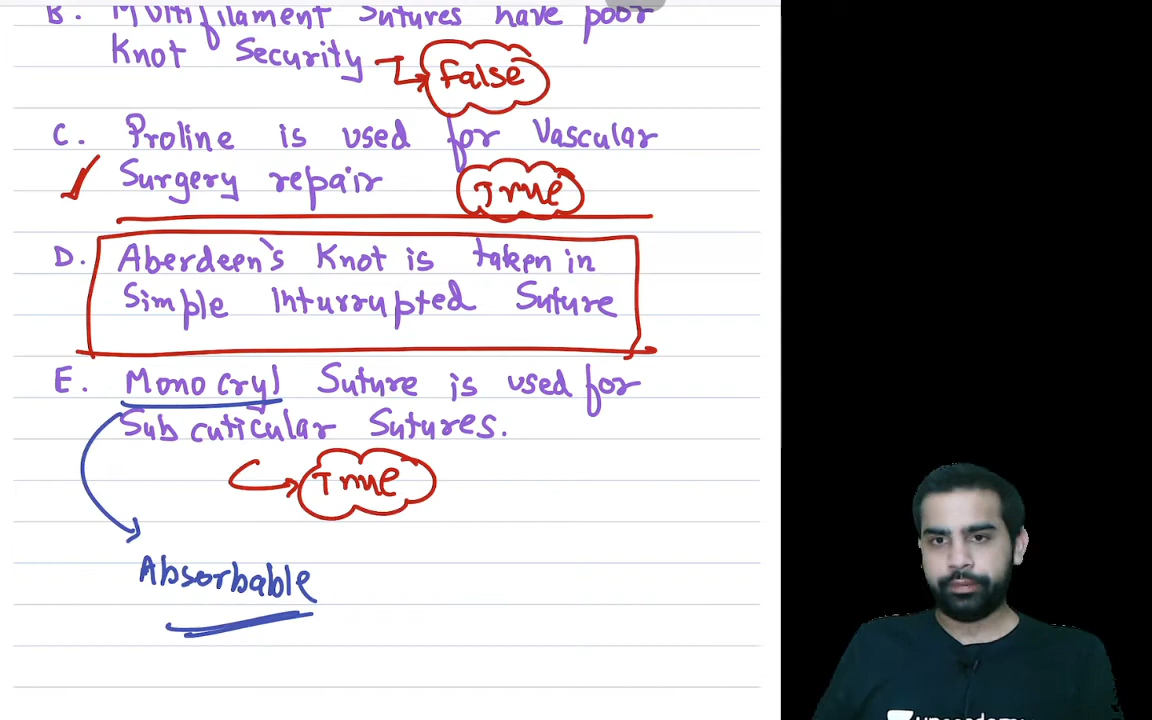 B. Multifilament Sutures have poor
Knot Security
False
C. Proline is used for Vascular
Surgery repair
True
D. Aberdeen's Knot is taken in
Simple Inturrupted Suture
E. Monocryl Suture is used for
Subcuticular Sutures.
True
Absorbable